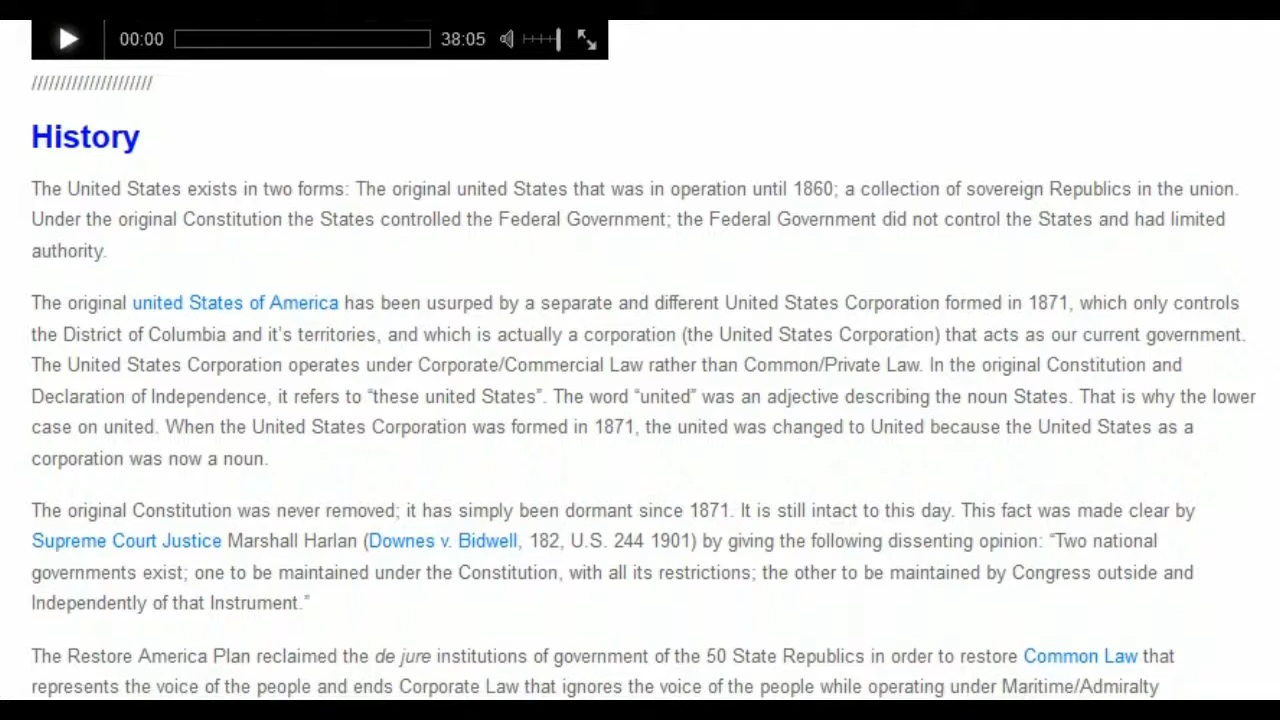 00:00 38:05
/////////////////////
History
The United States exists in two forms: The original united States that was in operation until 1860; a collection of sovereign Republics in the union.
Under the original Constitution the States controlled the Federal Government; the Federal Government did not control the States and had limited
authority.
The original united States of America has been usurped by a separate and different United States Corporation formed in 1871, which only controls
the District of Columbia and it's territories, and which is actually a corporation (the United States Corporation) that acts as our current government.
The United States Corporation operates under Corporate/Commercial Law rather than Common/Private Law. In the original Constitution and
Declaration of Independence, it refers to “these united States”. The word “united” was an adjective describing the noun States. That is why the lower
case on united. When the United States Corporation was formed in 1871, the united was changed to United because the United States as a
corporation was now a noun.
The original Constitution was never removed; it has simply been dormant since 1871. It is still intact to this day. This fact was made clear by
Supreme Court Justice Marshall Harlan (Downes v. Bidwell, 182, U.S. 244 1901) by giving the following dissenting opinion: “Two national
governments exist; one to be maintained under the Constitution, with all its restrictions; the other to be maintained by Congress outside and
Independently of that Instrument.”
The Restore America Plan reclaimed the de jure institutions of government of the 50 State Republics in order to restore Common Law that
represents the voice of the people and ends Corporate Law that ignores the voice of the people while operating under Maritime/Admiralty